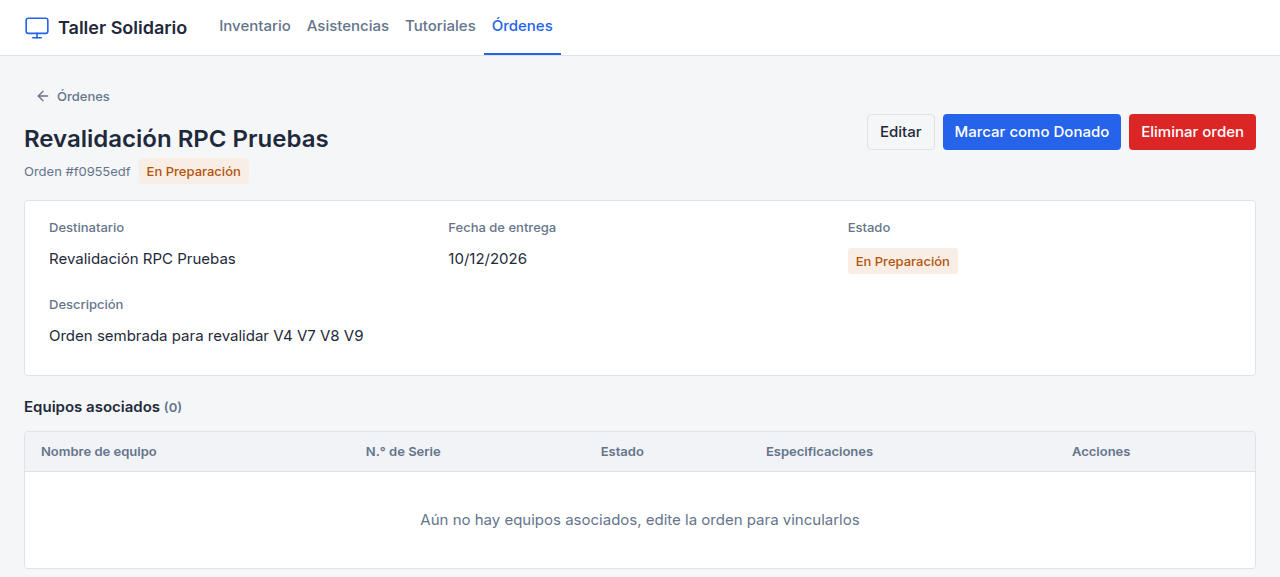 Taller Solidario Inventario Asistencias Tutoriales Órdenes
Órdenes
Revalidación RPC Pruebas
Editar Marcar como Donado Eliminar orden
Orden #f0955edf En Preparación
Destinatario Fecha de entrega Estado
Revalidación RPC Pruebas 10/12/2026 En Preparación
Descripción
Orden sembrada para revalidar V4 V7 V8 V9
Equipos asociados (0)
Nombre de equipo N.º de Serie Estado Especificaciones Acciones
Aún no hay equipos asociados, edite la orden para vincularlos